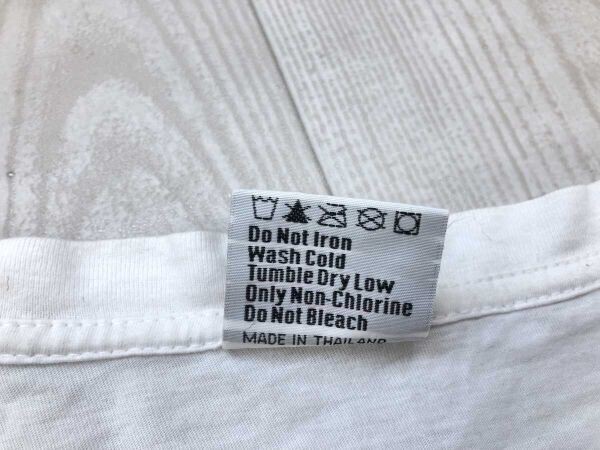 Do Not Iron
Wash Cold
Tumble Dry Low
Only Non-Chlorine
Do Not Bleach
MADE IN THAILAND